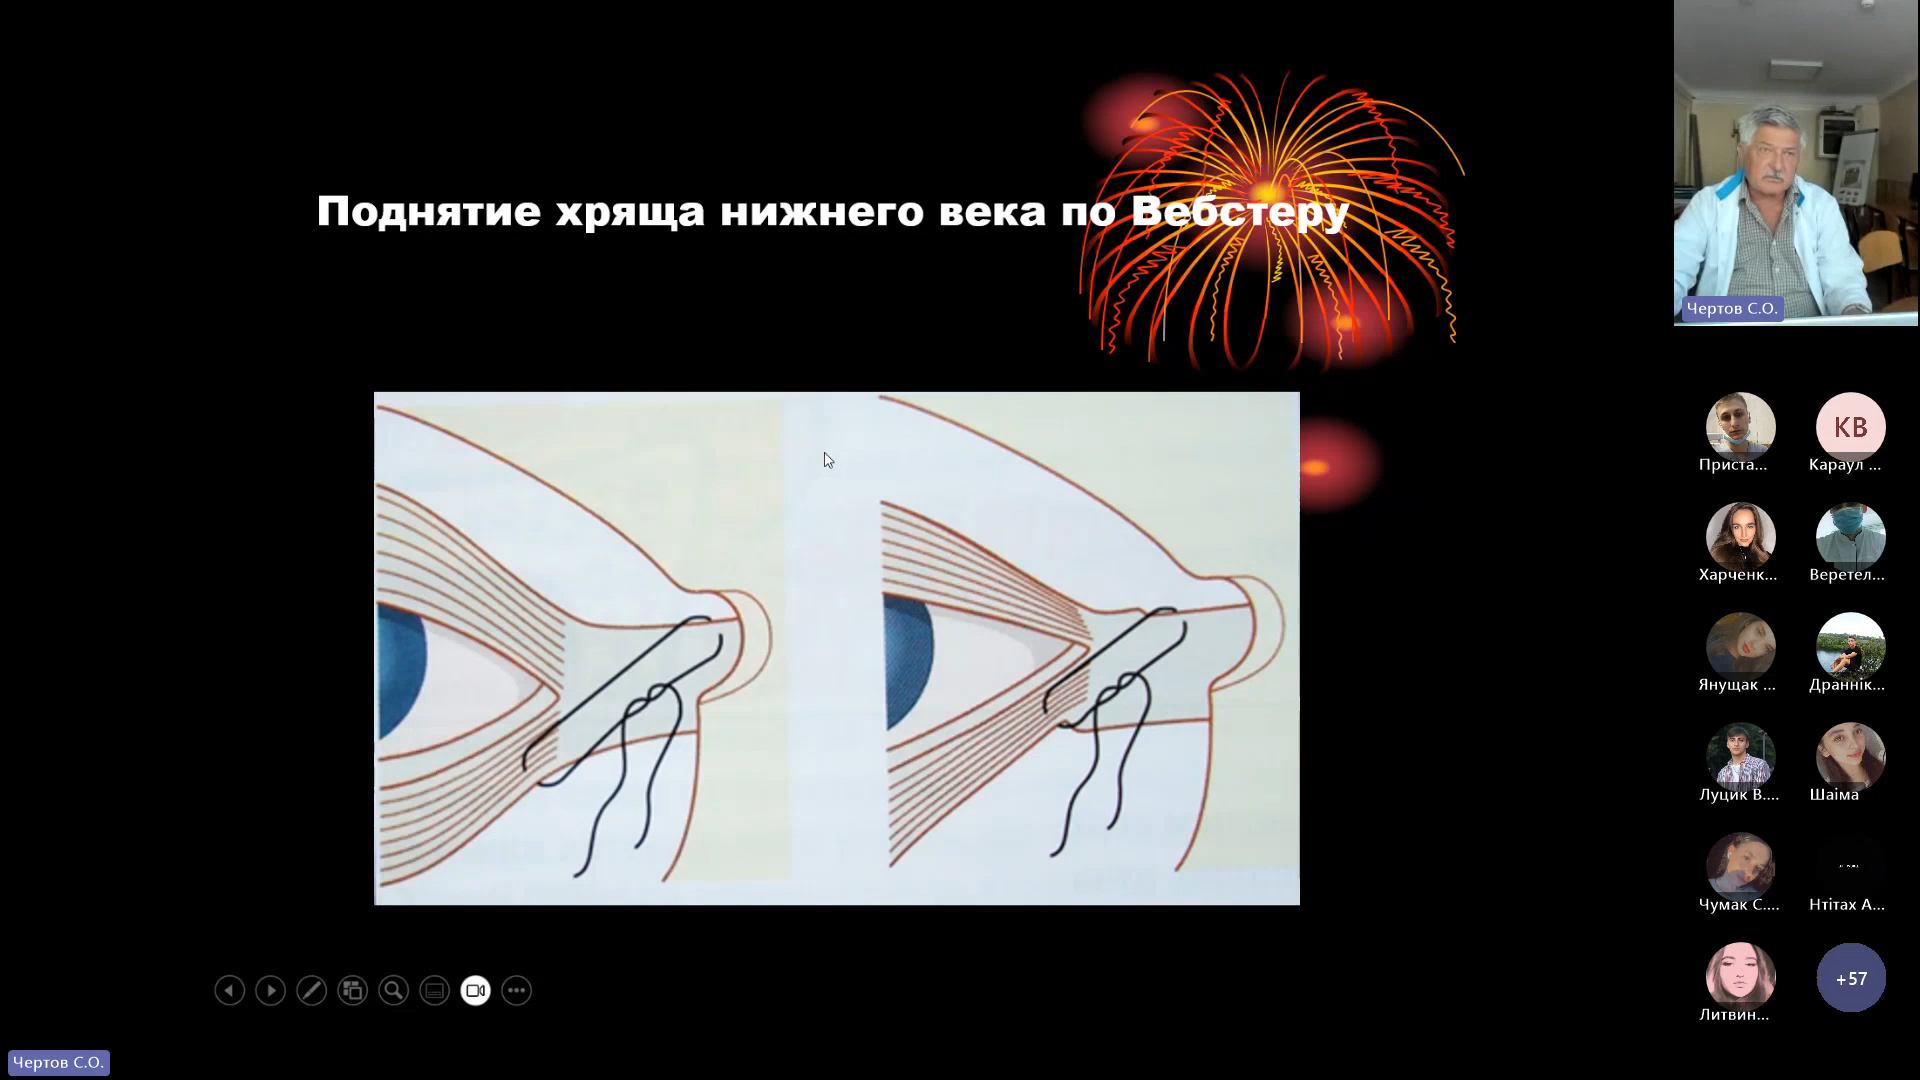 Поднятие хряща нижнего века по Вебстеру
Чертов С.О.
Приста...
КВ
Караул ...
Харченк...
Веретел...
Янущак ...
Драннік...
Луцик В....
Шаіма
Чумак С....
Нтітах А...
Литвин...
+57
Чертов С.О.